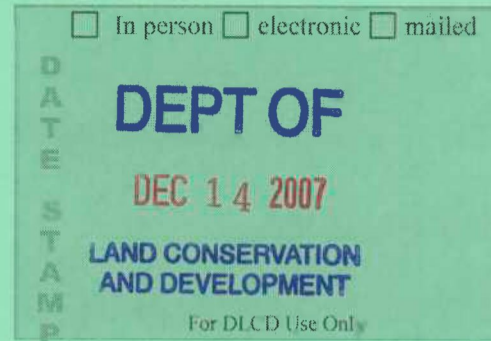 ☐ In person ☐ electronic ☐ mailed
DATE STAMP
DEPT OF
DEC 14 2007
LAND CONSERVATION
AND DEVELOPMENT
For DLCD Use Only